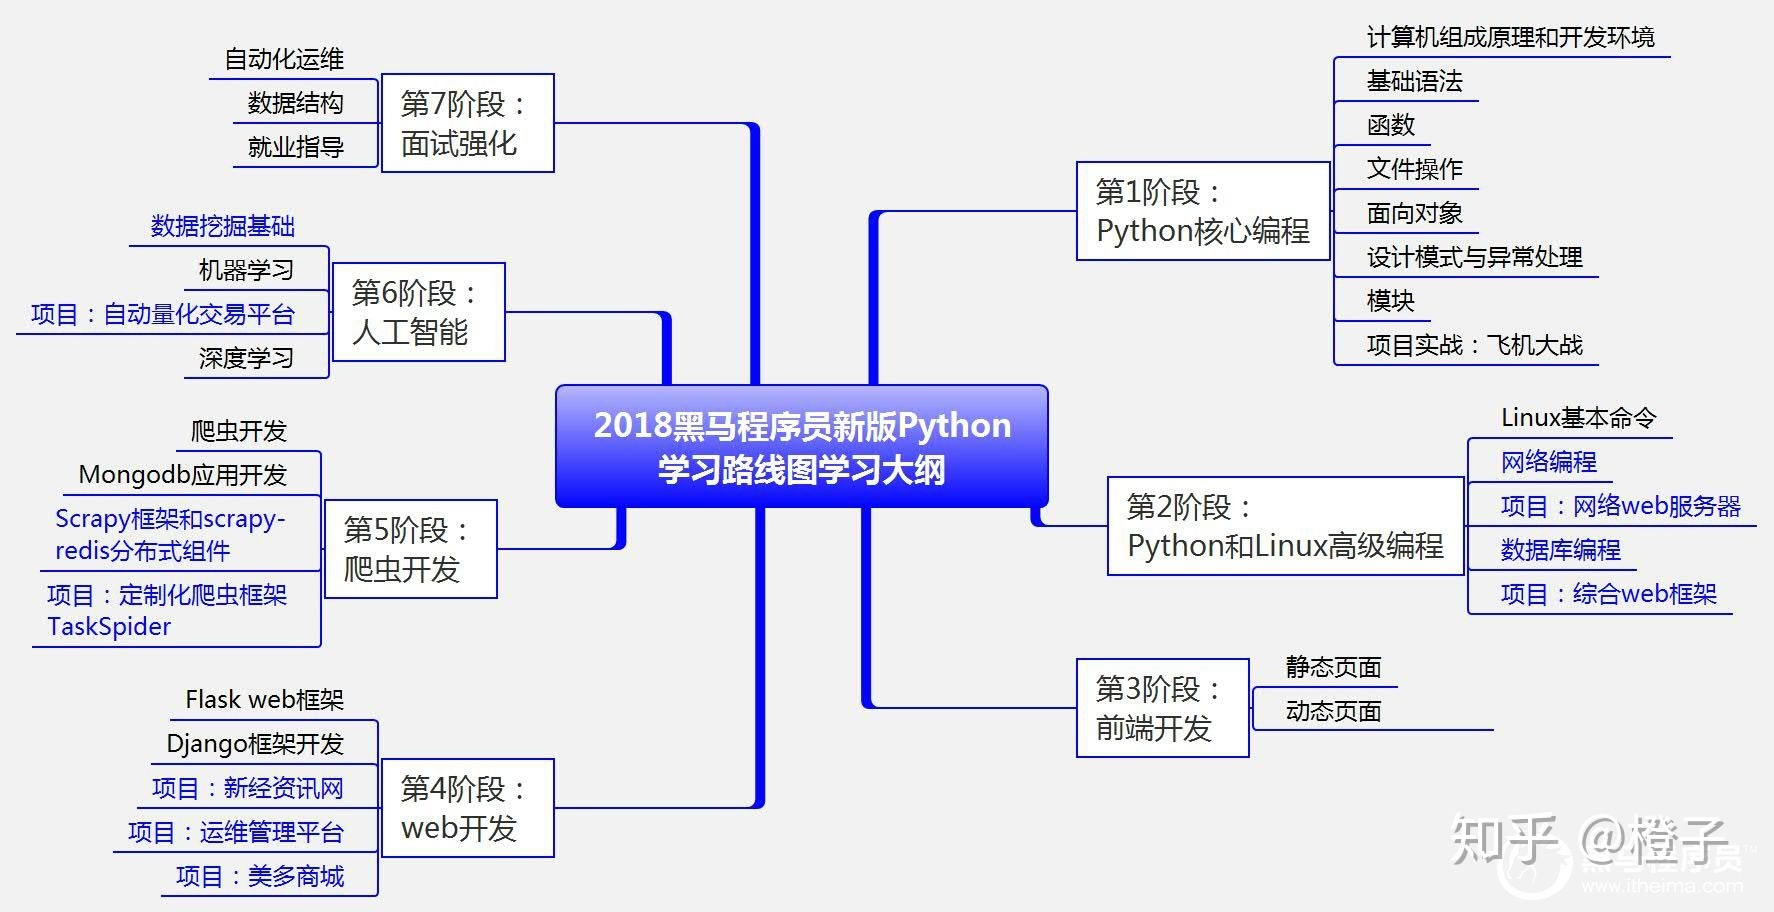 2018黑马程序员新版Python
学习路线图学习大纲
第1阶段：
Python核心编程
计算机组成原理和开发环境
基础语法
函数
文件操作
面向对象
设计模式与异常处理
模块
项目实战：飞机大战
第2阶段：
Python和Linux高级编程
Linux基本命令
网络编程
项目：网络web服务器
数据库编程
项目：综合web框架
第3阶段：
前端开发
静态页面
动态页面
第4阶段：
web开发
Flask web框架
Django框架开发
项目：新经资讯网
项目：运维管理平台
项目：美多商城
第5阶段：
爬虫开发
爬虫开发
Mongodb应用开发
Scrapy框架和scrapy-
redis分布式组件
项目：定制化爬虫框架
TaskSpider
第6阶段：
人工智能
数据挖掘基础
机器学习
项目：自动量化交易平台
深度学习
第7阶段：
面试强化
自动化运维
数据结构
就业指导
知乎 @橙子
黑马程序员™
www.itheima.com